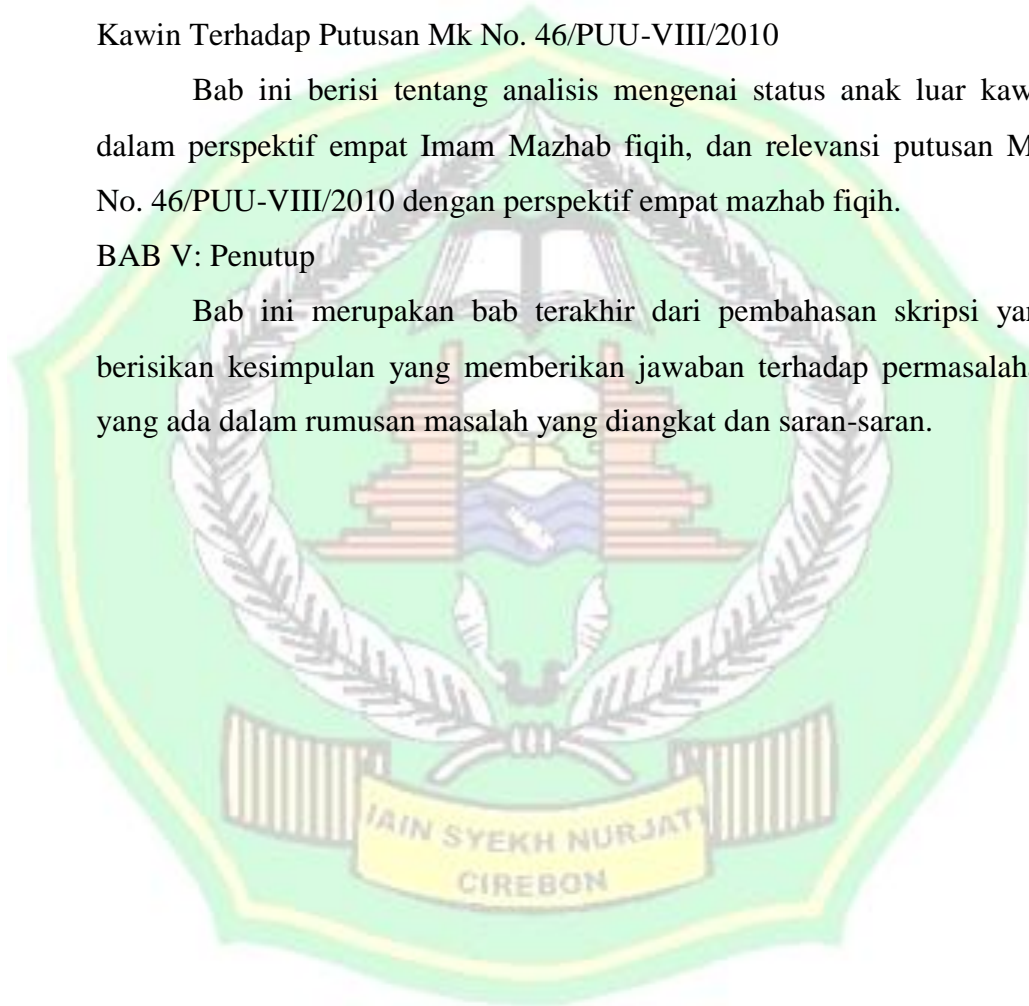 Kawin Terhadap Putusan Mk No. 46/PUU-VIII/2010
Bab ini berisi tentang analisis mengenai status anak luar
dalam perspektif empat Imam Mazhab fiqih, dan relevansi putusan
No. 46/PUU-VIII/2010 dengan perspektif empat mazhab fiqih.
BAB V: Penutup
Bab ini merupakan bab terakhir dari pembahasan skripsi
berisikan kesimpulan yang memberikan jawaban terhadap
yang ada dalam rumusan masalah yang diangkat dan saran-saran.
IAIN SYEKH NURJATI
CIREBON